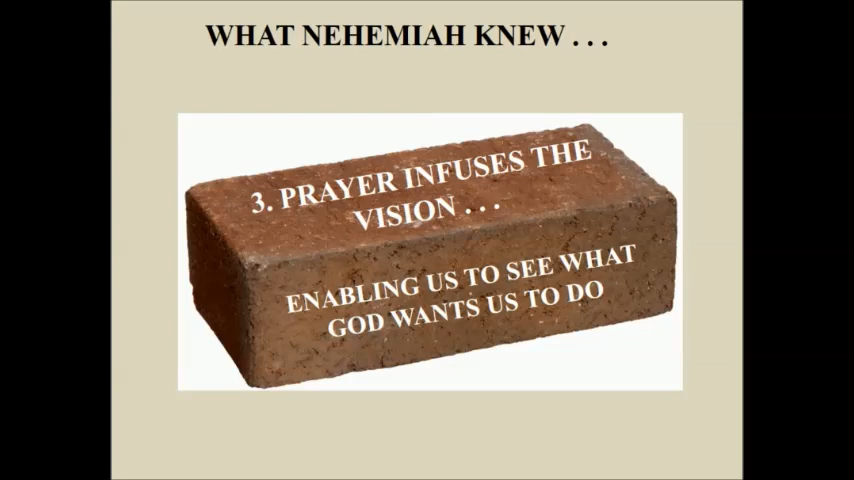 WHAT NEHEMIAH KNEW . . .
3. PRAYER INFUSES THE
VISION . . .
ENABLING US TO SEE WHAT
GOD WANTS US TO DO